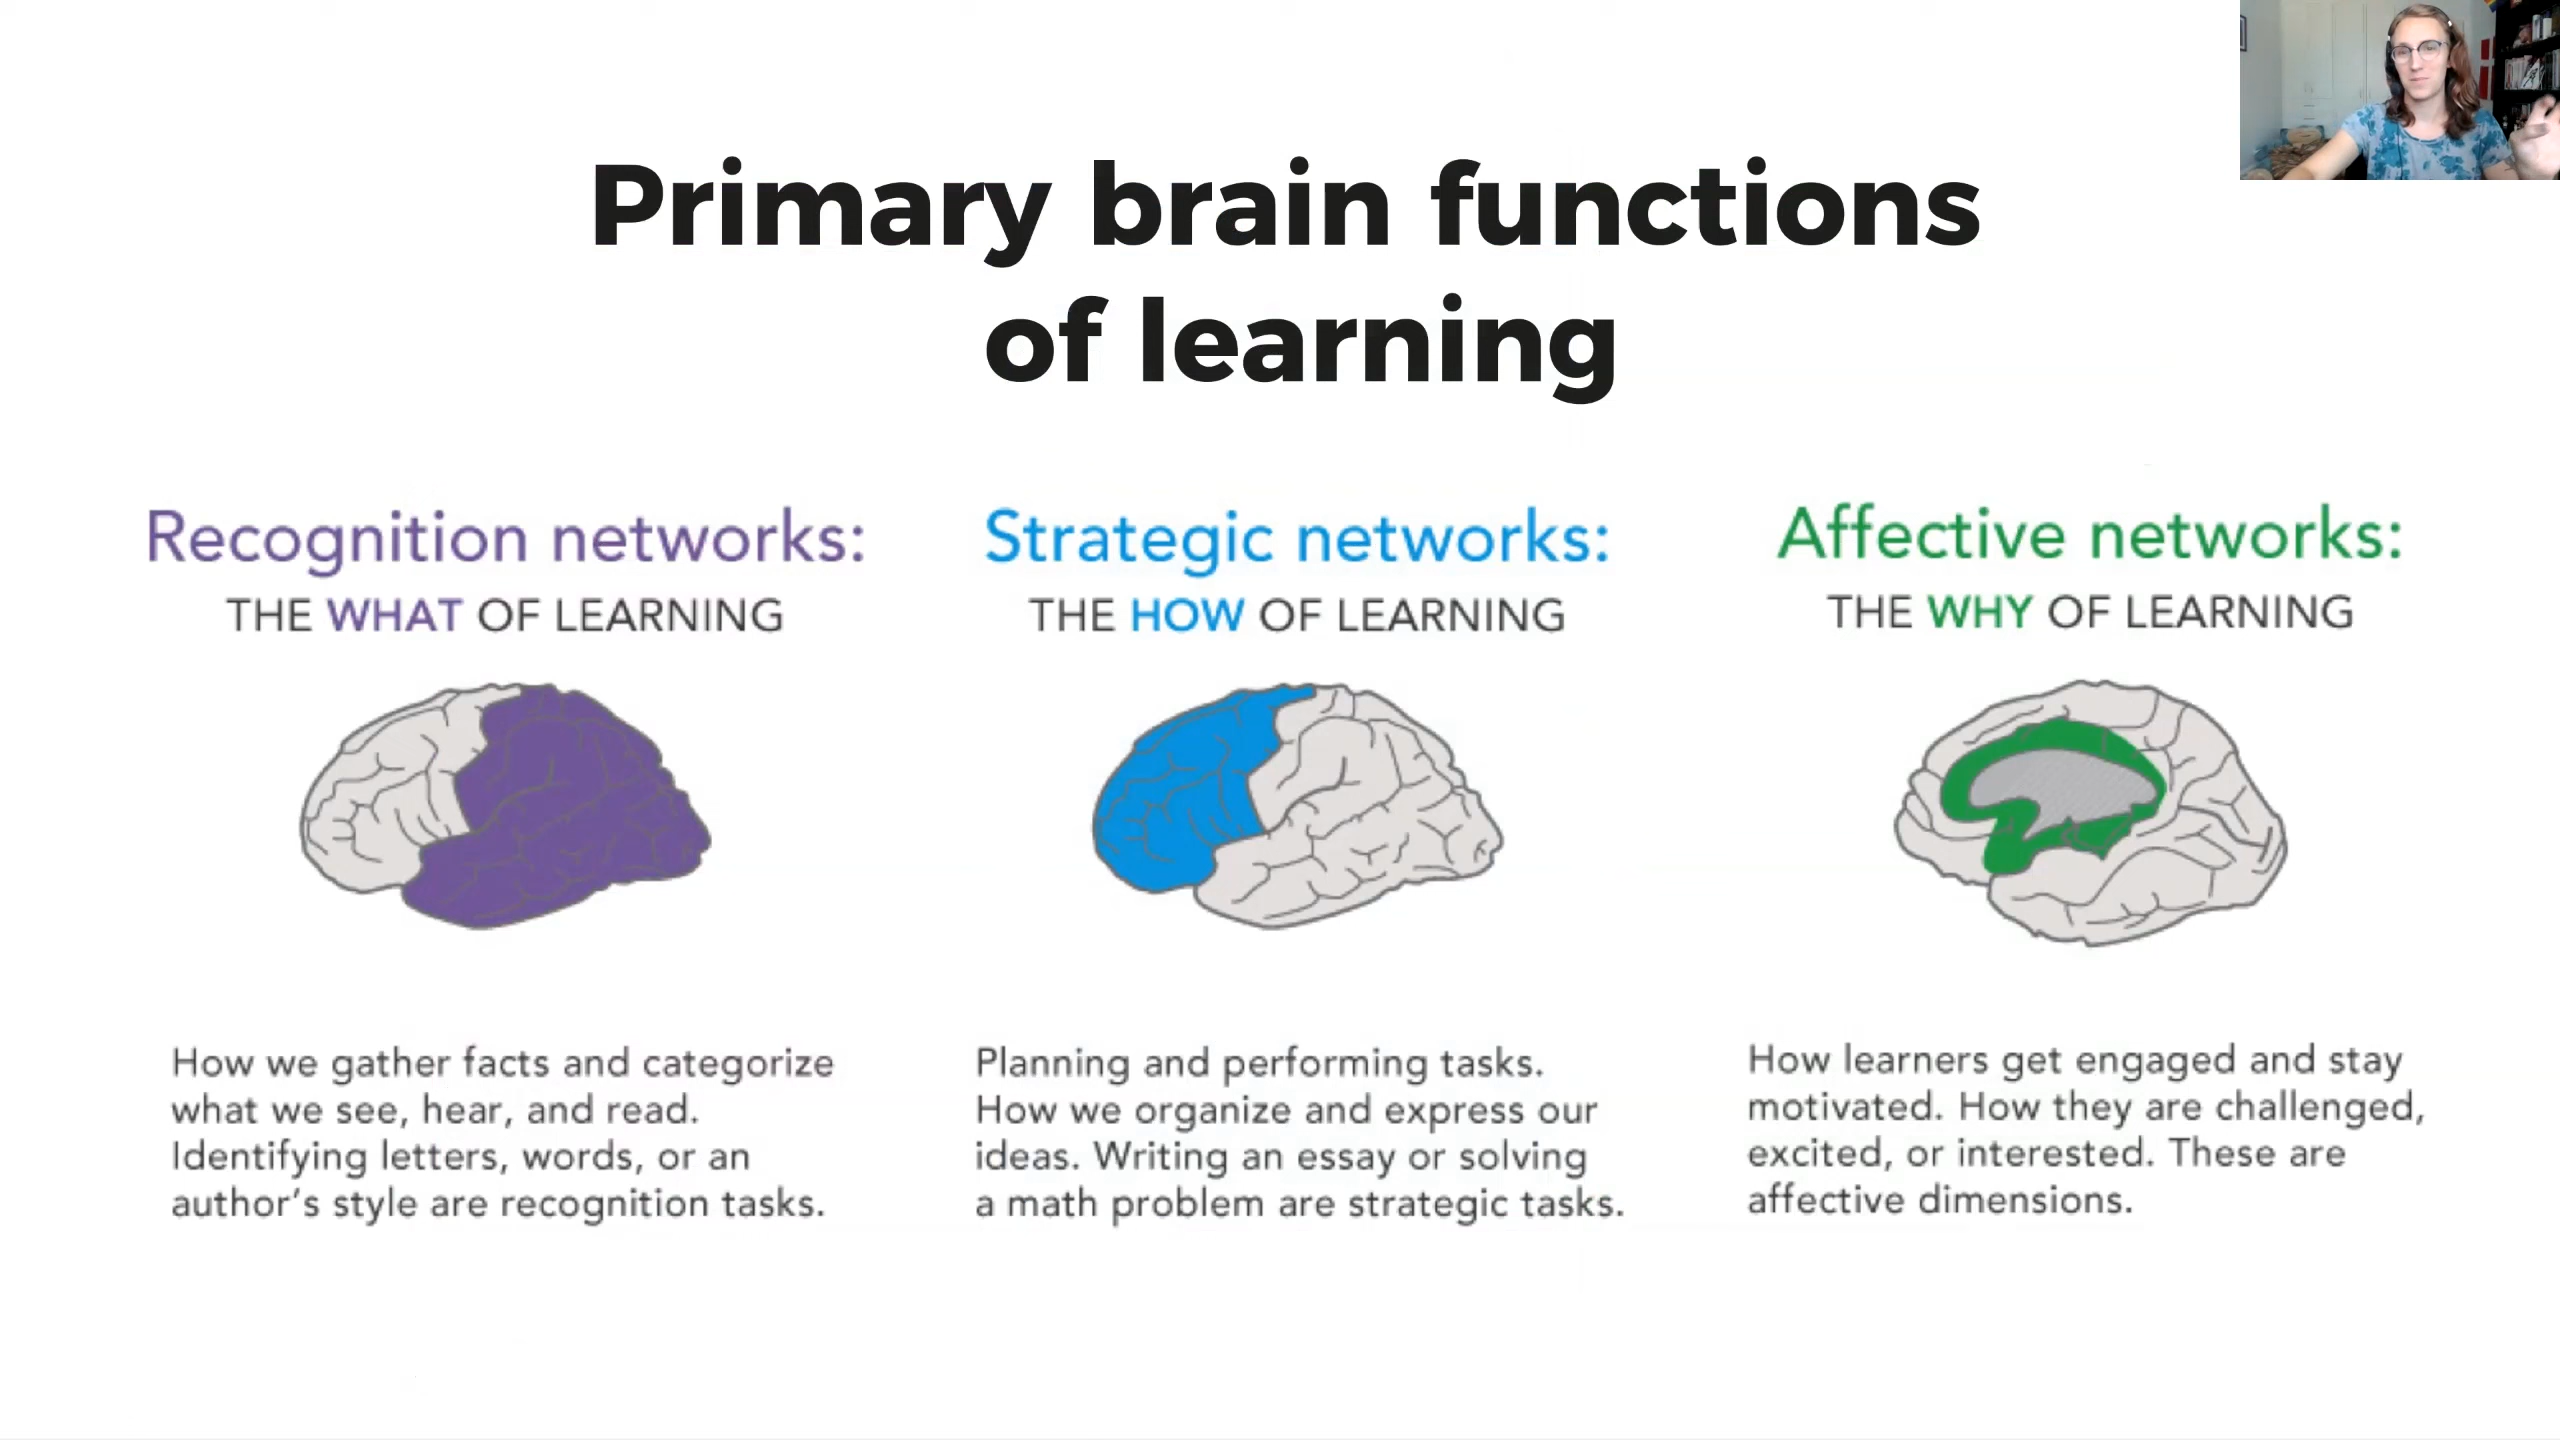 Primary brain functions
of learning
Recognition networks:
THE WHAT OF LEARNING
How we gather facts and categorize
what we see, hear, and read.
Identifying letters, words, or an
author’s style are recognition tasks.
Strategic networks:
THE HOW OF LEARNING
Planning and performing tasks.
How we organize and express our
ideas. Writing an essay or solving
a math problem are strategic tasks.
Affective networks:
THE WHY OF LEARNING
How learners get engaged and stay
motivated. How they are challenged,
excited, or interested. These are
affective dimensions.